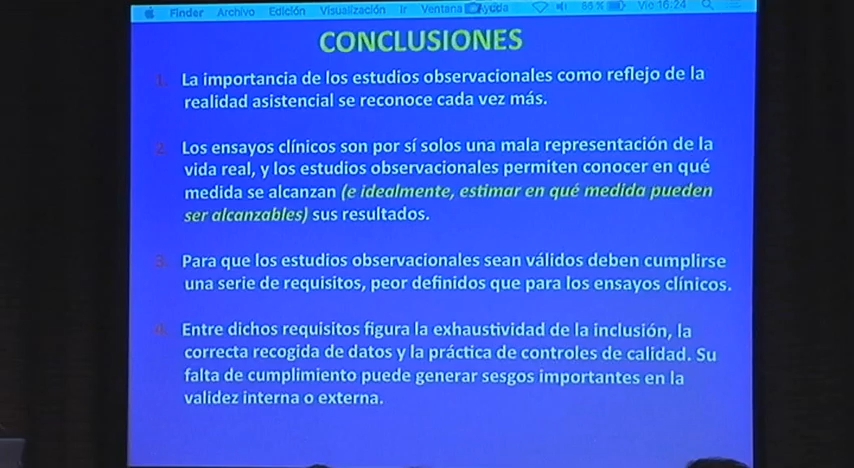 Finder Archivo Edición Visualización Ir Ventana Ayuda 66 % Vie 16:24
CONCLUSIONES
1. La importancia de los estudios observacionales como reflejo de la
realidad asistencial se reconoce cada vez más.
2. Los ensayos clínicos son por sí solos una mala representación de la
vida real, y los estudios observacionales permiten conocer en qué
medida se alcanzan (e idealmente, estimar en qué medida pueden
ser alcanzables) sus resultados.
3. Para que los estudios observacionales sean válidos deben cumplirse
una serie de requisitos, peor definidos que para los ensayos clínicos.
4. Entre dichos requisitos figura la exhaustividad de la inclusión, la
correcta recogida de datos y la práctica de controles de calidad. Su
falta de cumplimiento puede generar sesgos importantes en la
validez interna o externa.